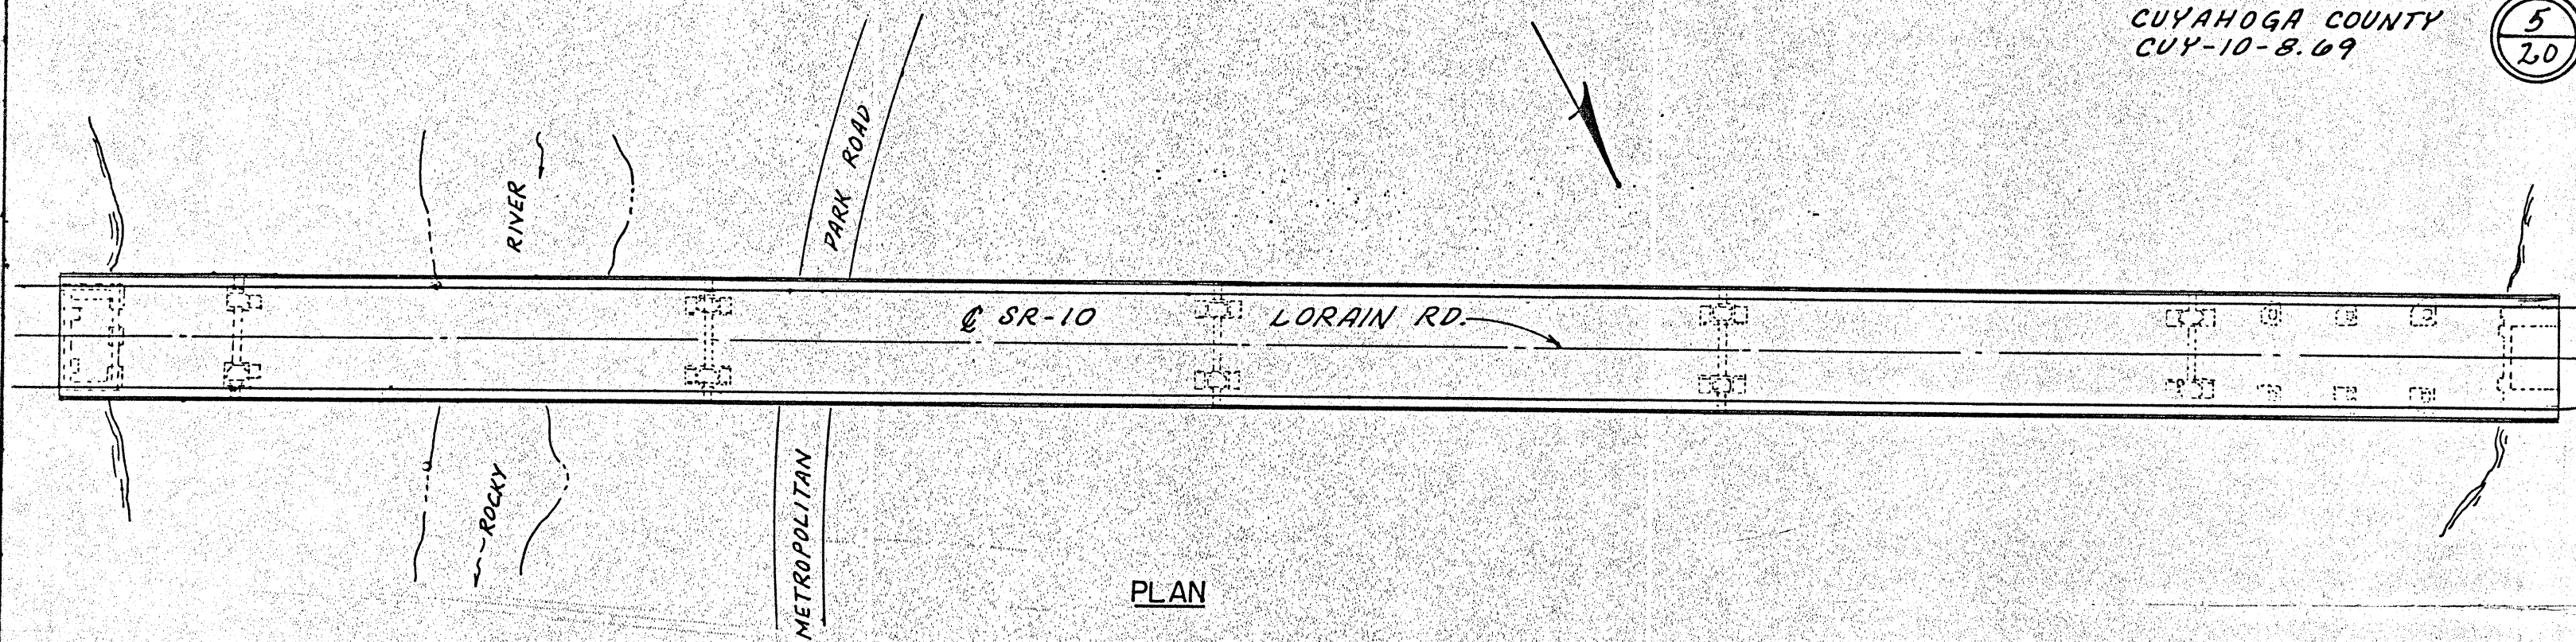 CUYAHOGA COUNTY
CUY-10-8.69
5
20
PARK ROAD
RIVER
℄ SR-10
LORAIN RD.
ROCKY
METROPOLITAN
PLAN